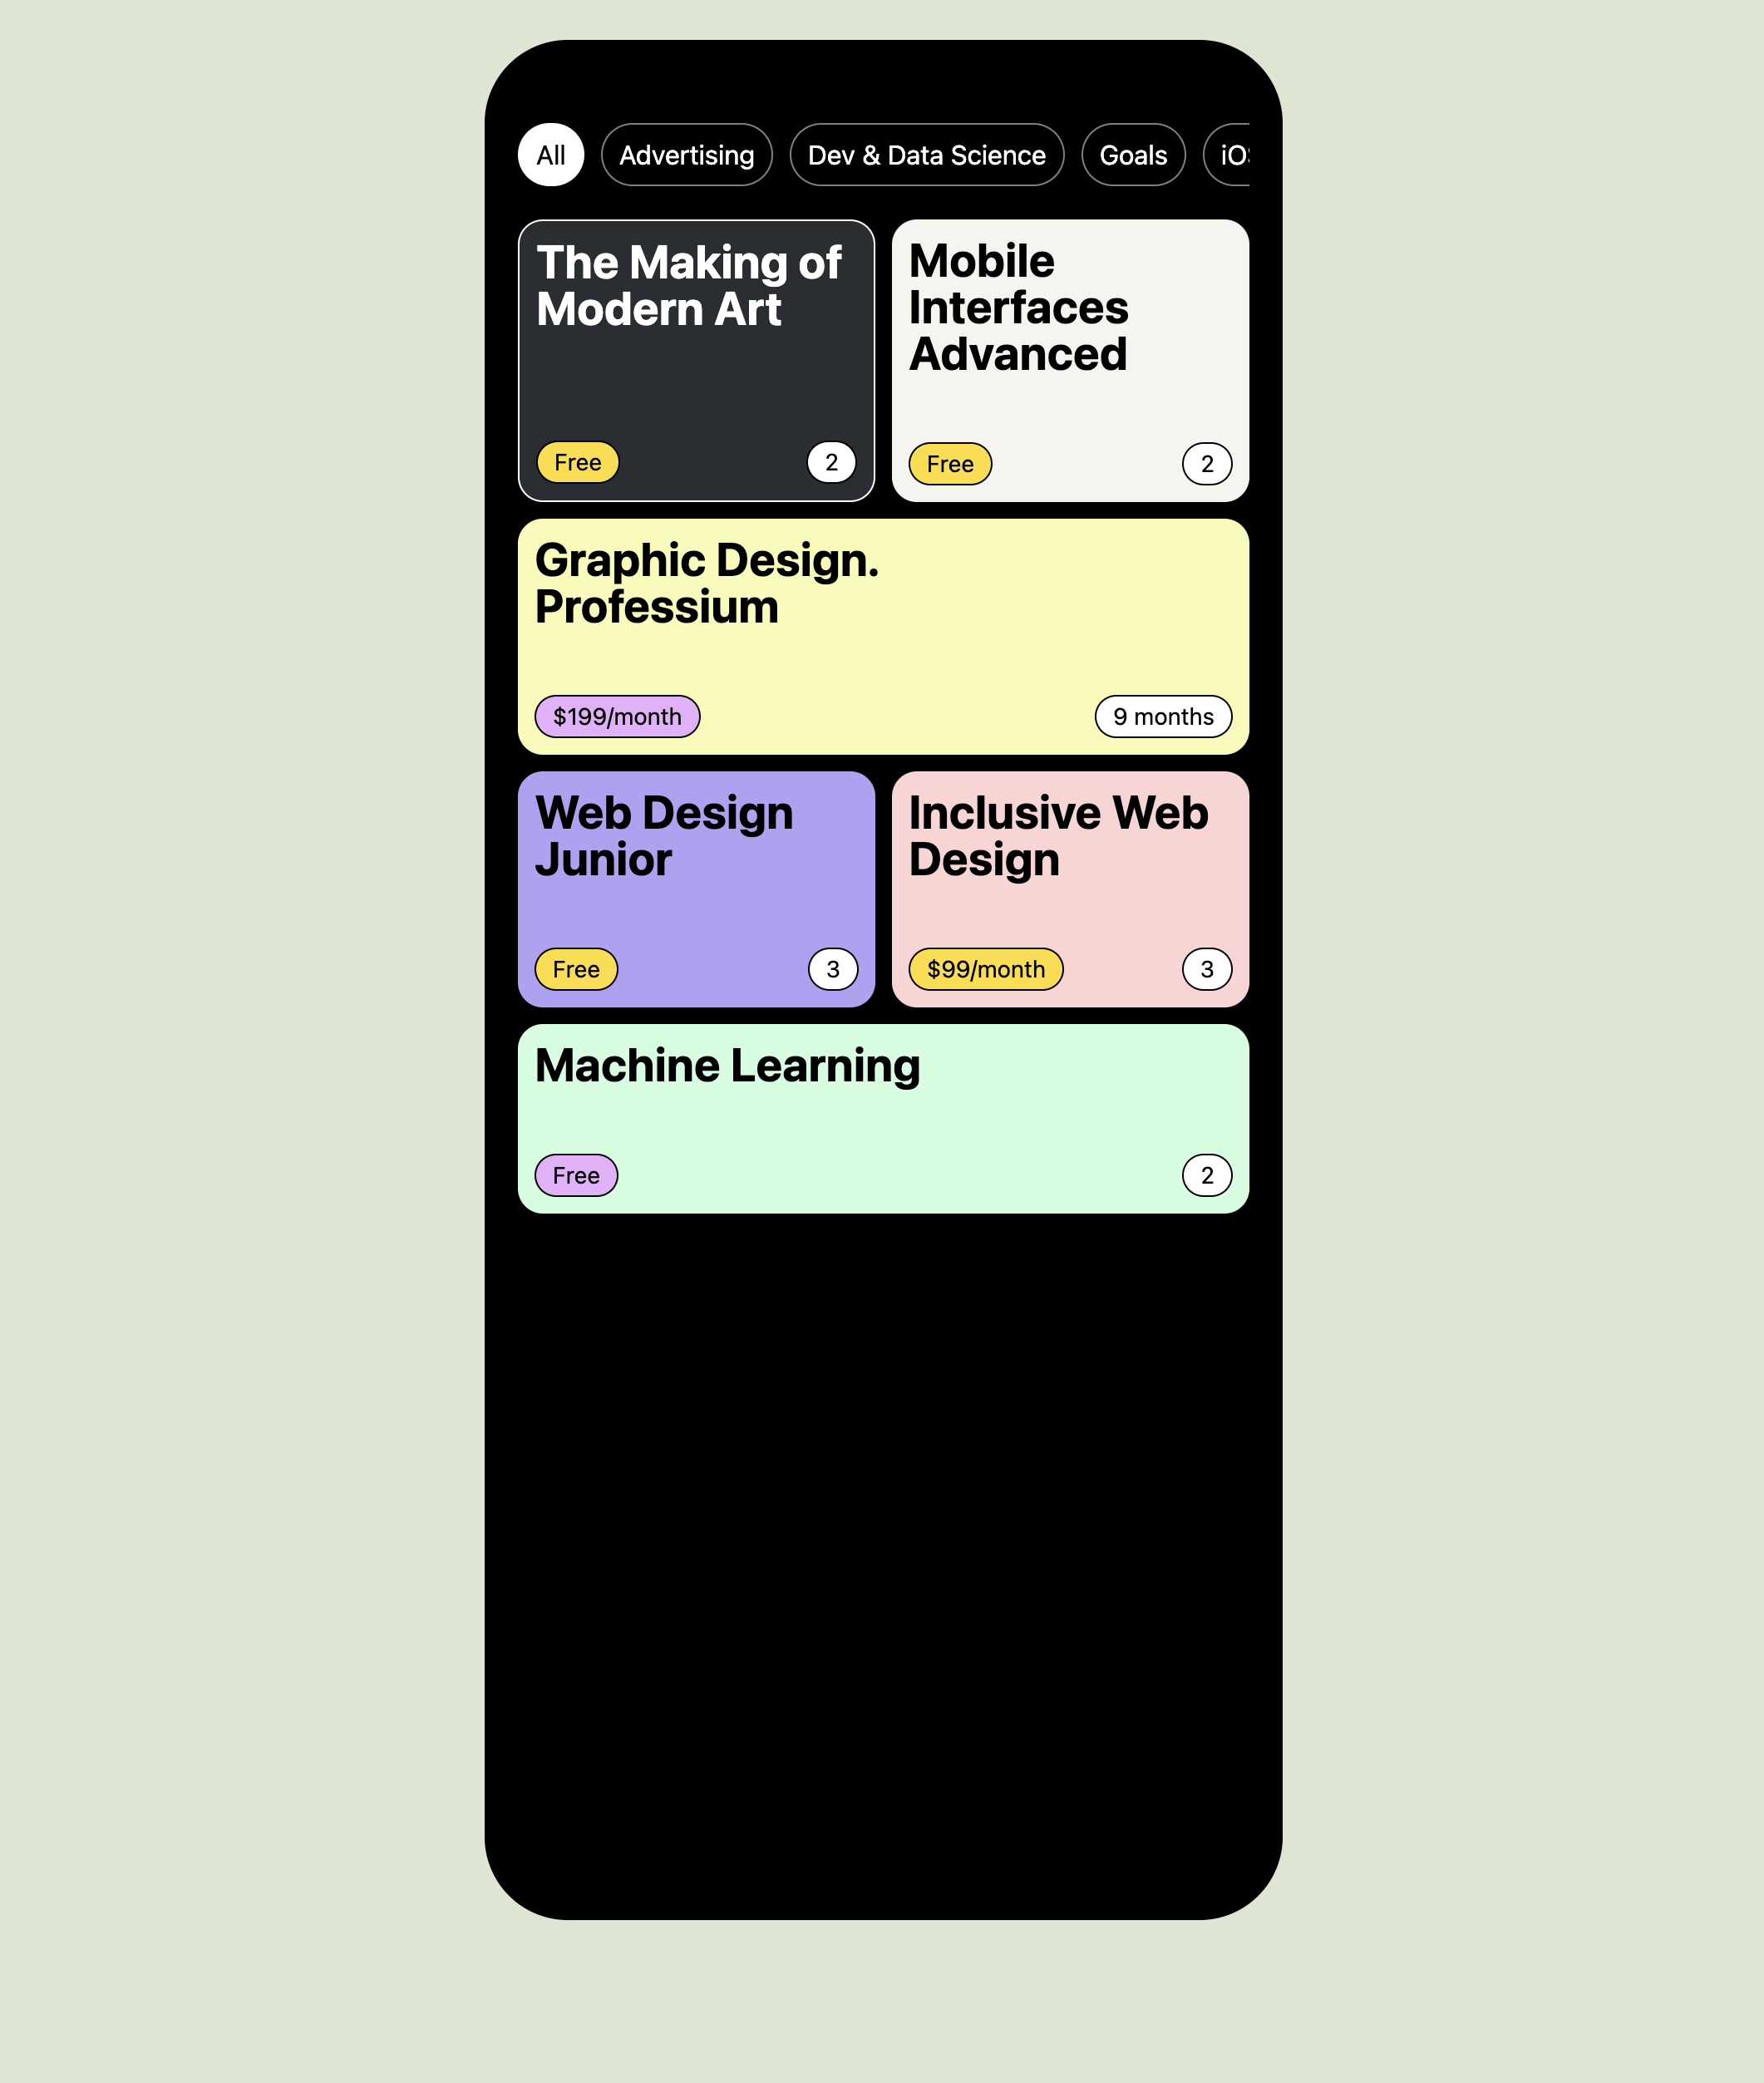 All
Advertising
Dev & Data Science
Goals
The Making of
Modern Art
Free
2
Mobile
Interfaces
Advanced
Free
2
Graphic Design.
Professium
$199/month
9 months
Web Design
Junior
Free
3
Inclusive Web
Design
$99/month
3
Machine Learning
Free
2